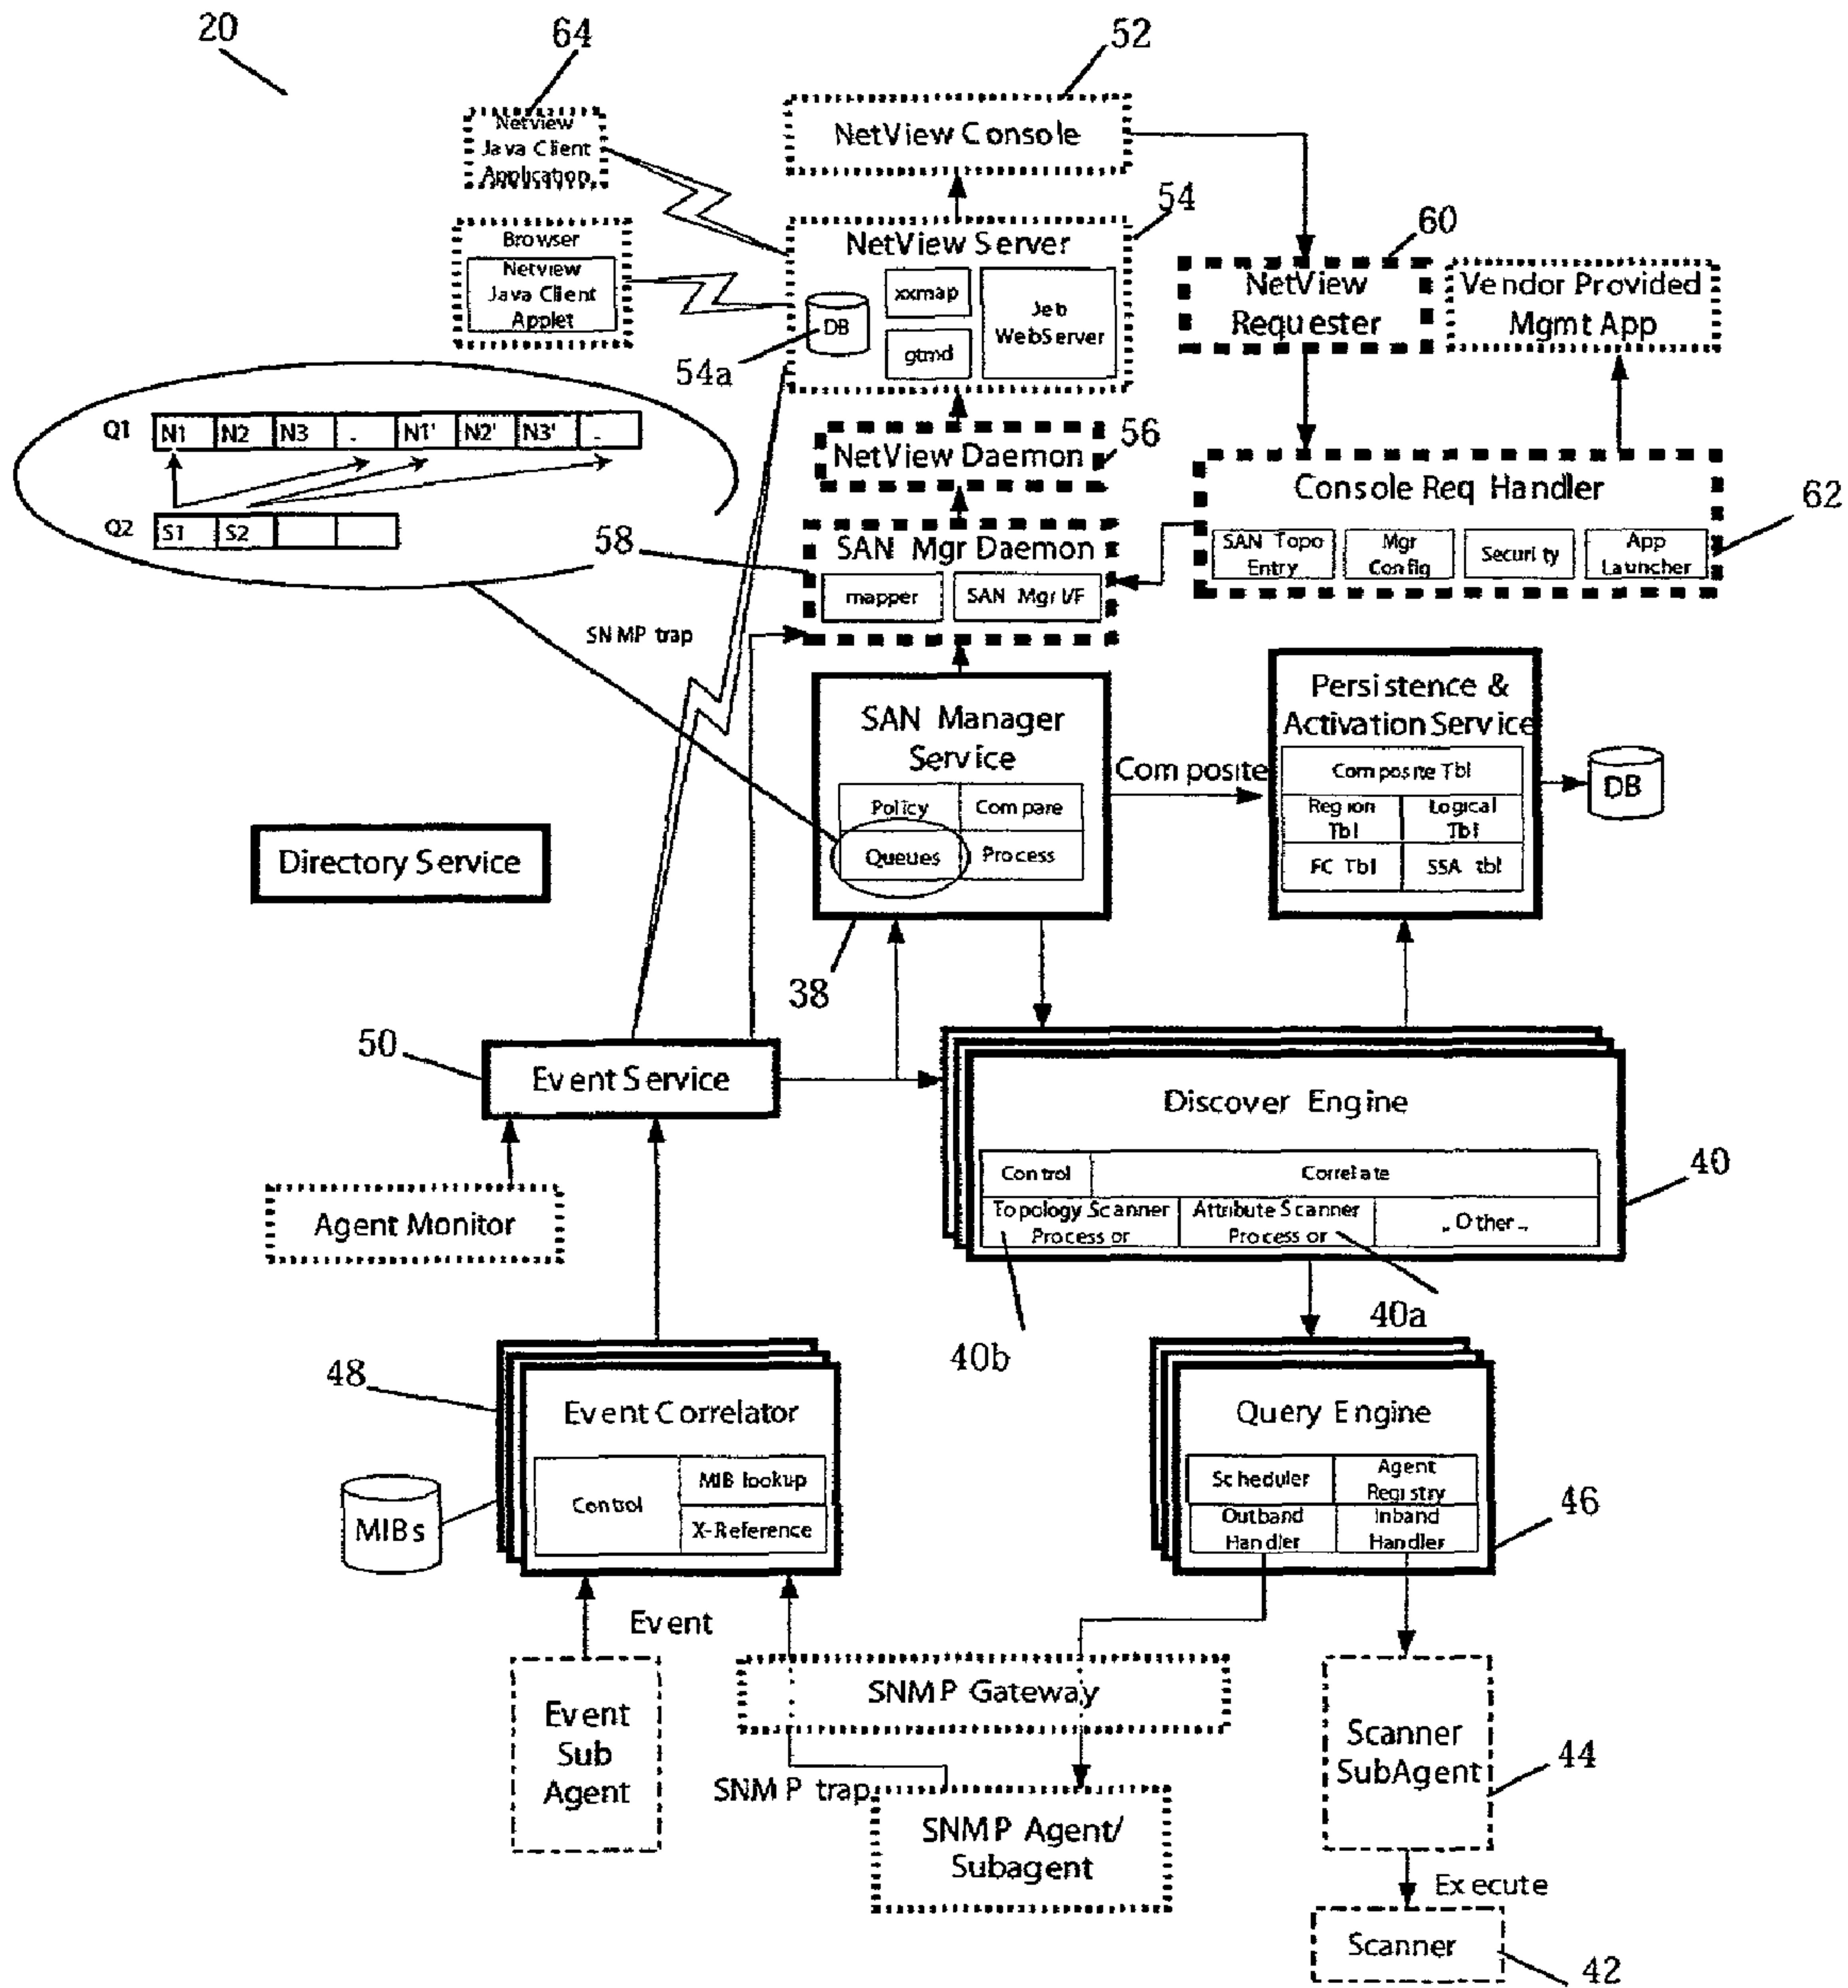 20
64
52
Netview
Java Client
Application
NetView Console
54
Browser
Netview
Java Client
Applet
NetView Server
xxmap
gtmd
Jeb
WebServer
DB
54a
60
NetView
Requester
Vendor Provided
Mgmt App
Q1 N1 N2 N3 . N1' N2' N3' ..
Q2 S1 S2
NetView Daemon
56
Console Req Handler
SAN Topo
Entry
Mgr
Config
Security
App
Launcher
62
58
SAN Mgr Daemon
mapper
SAN Mgr I/F
SNMP trap
SAN Manager
Service
Policy
Compare
Queues
Process
38
Composite
Persistence &
Activation Service
Composite Tbl
Region
Tbl
Logical
Tbl
FC Tbl
SSA tbl
DB
Directory Service
50
Event Service
Discover Engine
Control
Correlate
Topology Scanner
Processor
Attribute Scanner
Processor
.. Other ..
40
40a
40b
Agent Monitor
48
Event Correlator
Control
MIB lookup
X-Reference
MIBs
Query Engine
Scheduler
Agent
Registry
Outband
Handler
Inband
Handler
46
Event
Event
Sub
Agent
SNMP Gateway
SNMP trap
SNMP Agent/
Subagent
Scanner
SubAgent
44
Execute
Scanner
42